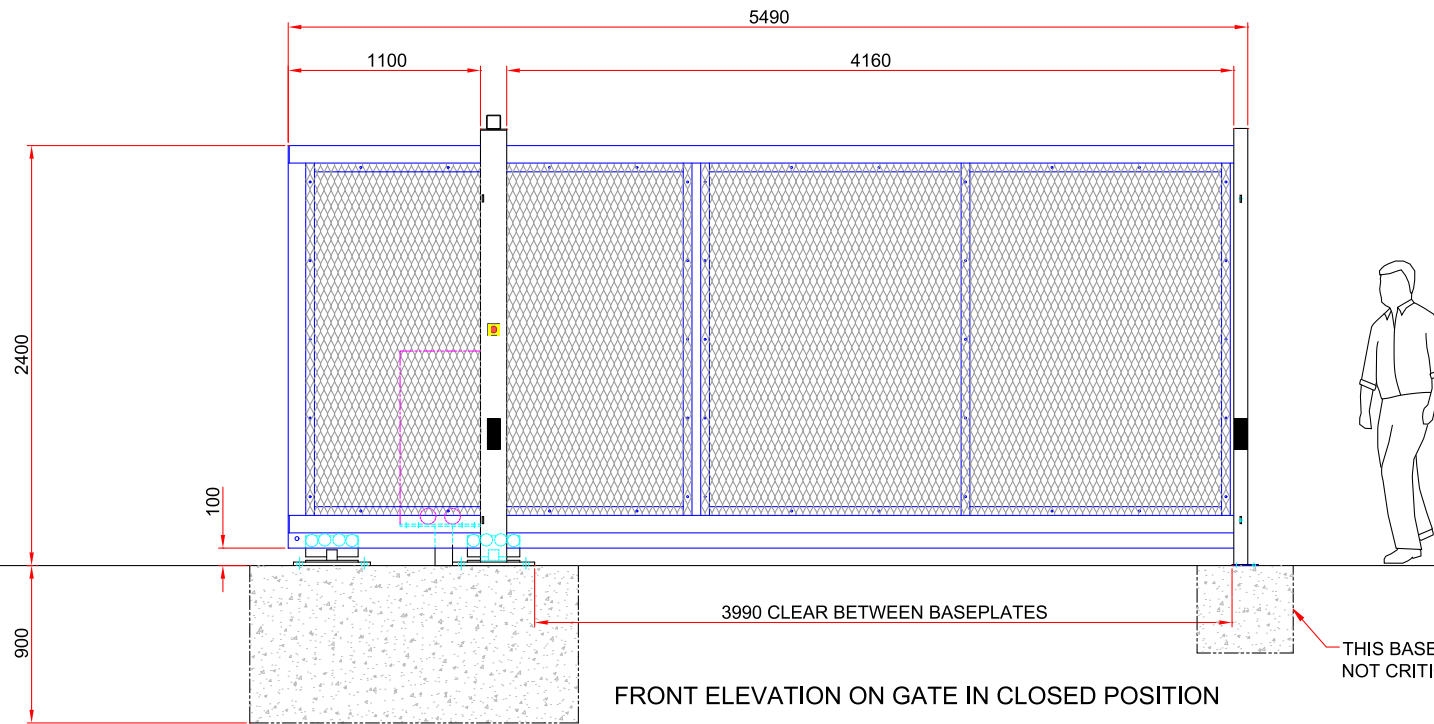 5490
1100
4160
2400
100
900
3990 CLEAR BETWEEN BASEPLATES
THIS BASE
NOT CRITI
FRONT ELEVATION ON GATE IN CLOSED POSITION